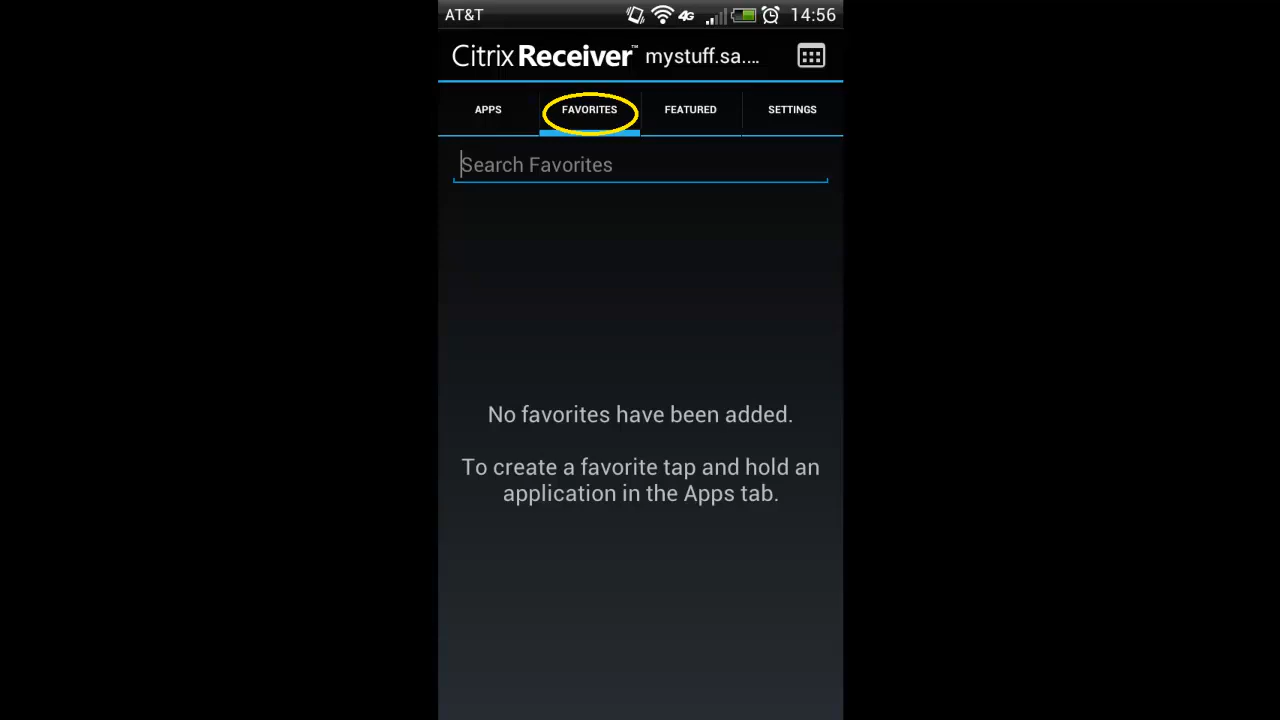 AT&T 4G 14:56
Citrix Receiver™ mystuff.sa....
APPS FAVORITES FEATURED SETTINGS
Search Favorites
No favorites have been added.
To create a favorite tap and hold an
application in the Apps tab.